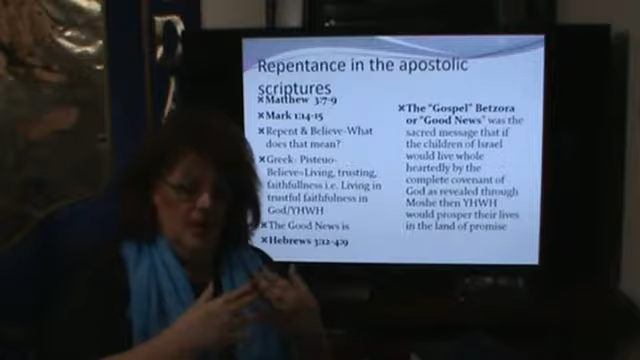 Repentance in the apostolic
scriptures
Matthew 3:7-9
Mark 1:14-15
Repent & Believe-What
does that mean?
Greek- Pisteuo-
Believe=Living, trusting,
faithfullness i.e. Living in
trustful faithfulness in
God/YHWH
The Good News is
Hebrews 3:12-4:9
The "Gospel" Betzora
or "Good News" was the
sacred message that if
the children of Israel
would live whole
heartedly by the
complete covenant of
God as revealed through
Moshe then YHWH
would prosper their lives
in the land of promise